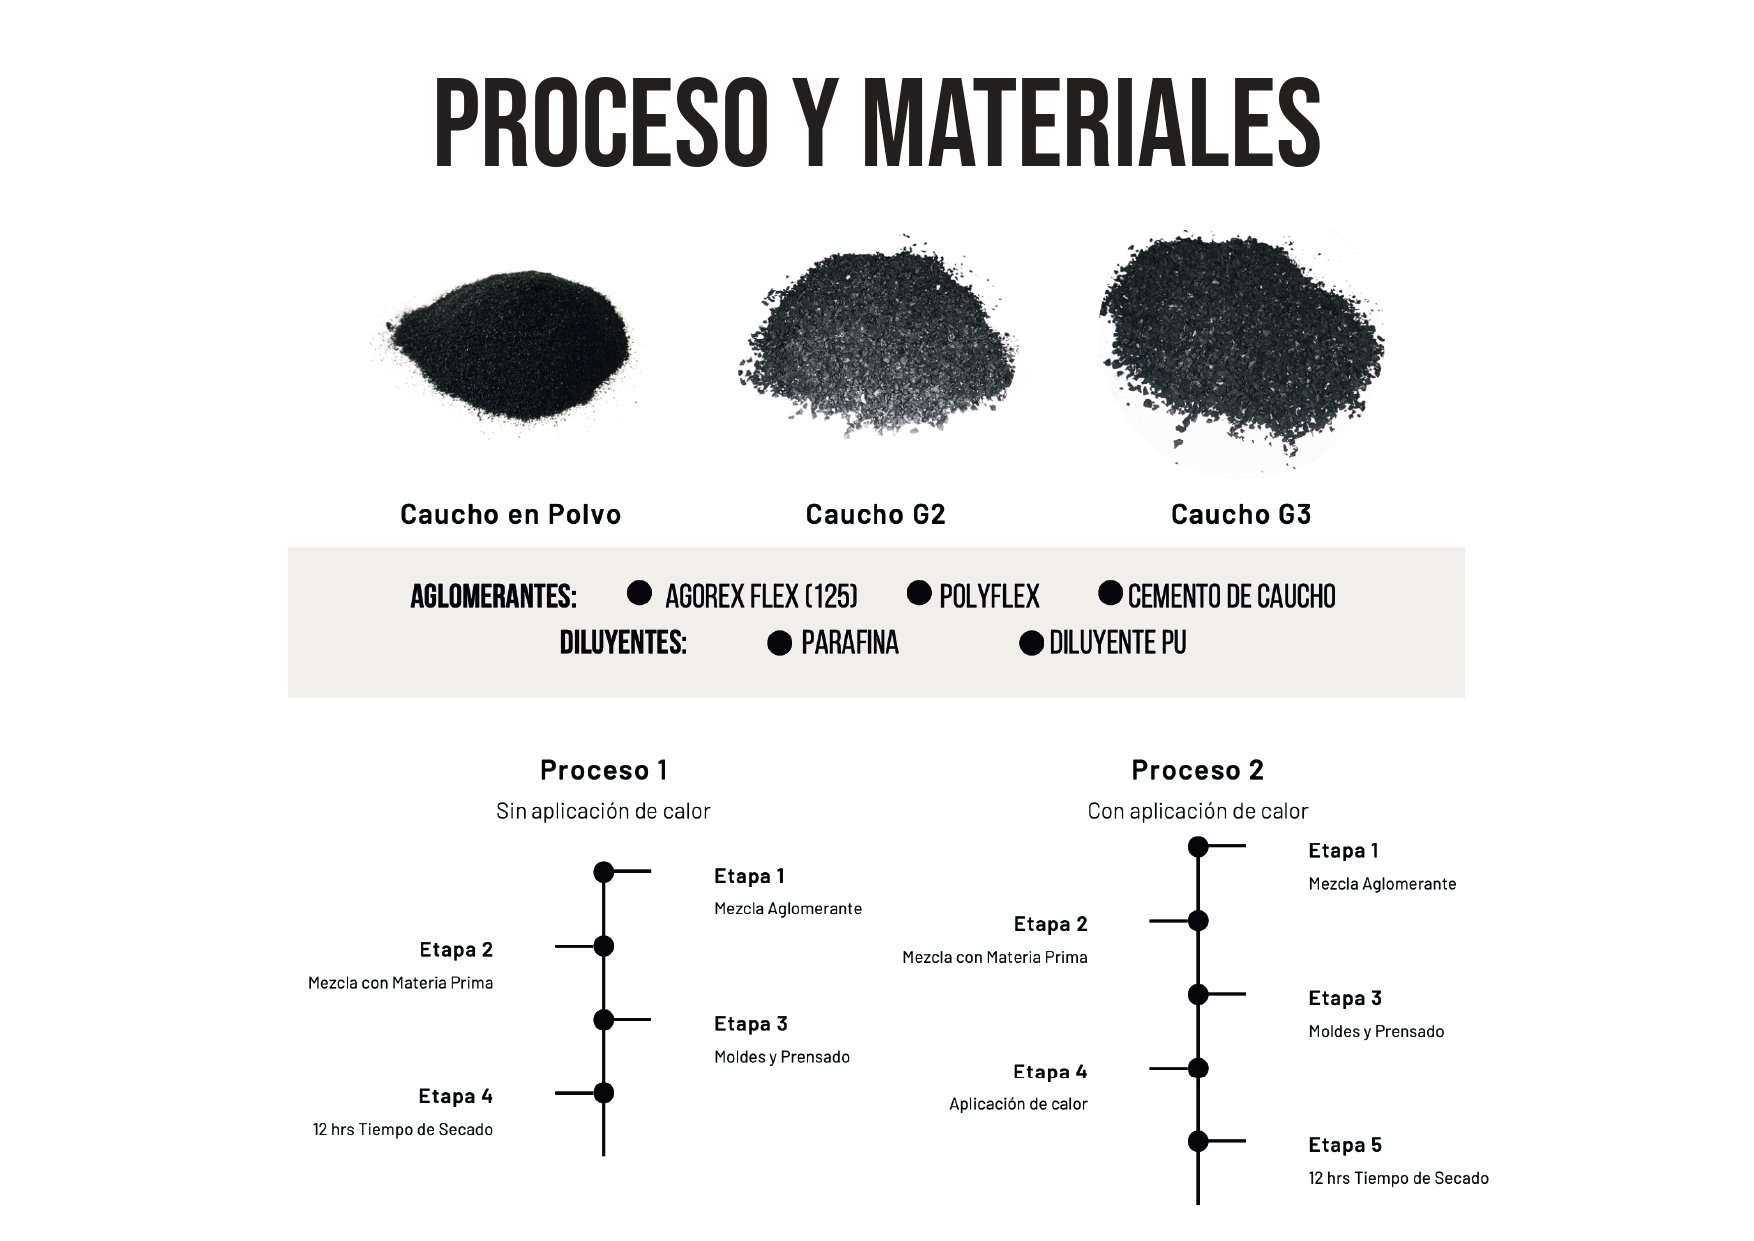 PROCESO Y MATERIALES
Caucho en Polvo
Caucho G2
Caucho G3
AGLOMERANTES: AGOREX FLEX (125) POLYFLEX CEMENTO DE CAUCHO
DILUYENTES: PARAFINA DILUYENTE PU
Proceso 1
Sin aplicación de calor
Etapa 1
Mezcla Aglomerante
Etapa 2
Mezcla con Materia Prima
Etapa 3
Moldes y Prensado
Etapa 4
12 hrs Tiempo de Secado
Proceso 2
Con aplicación de calor
Etapa 1
Mezcla Aglomerante
Etapa 2
Mezcla con Materia Prima
Etapa 3
Moldes y Prensado
Etapa 4
Aplicación de calor
Etapa 5
12 hrs Tiempo de Secado